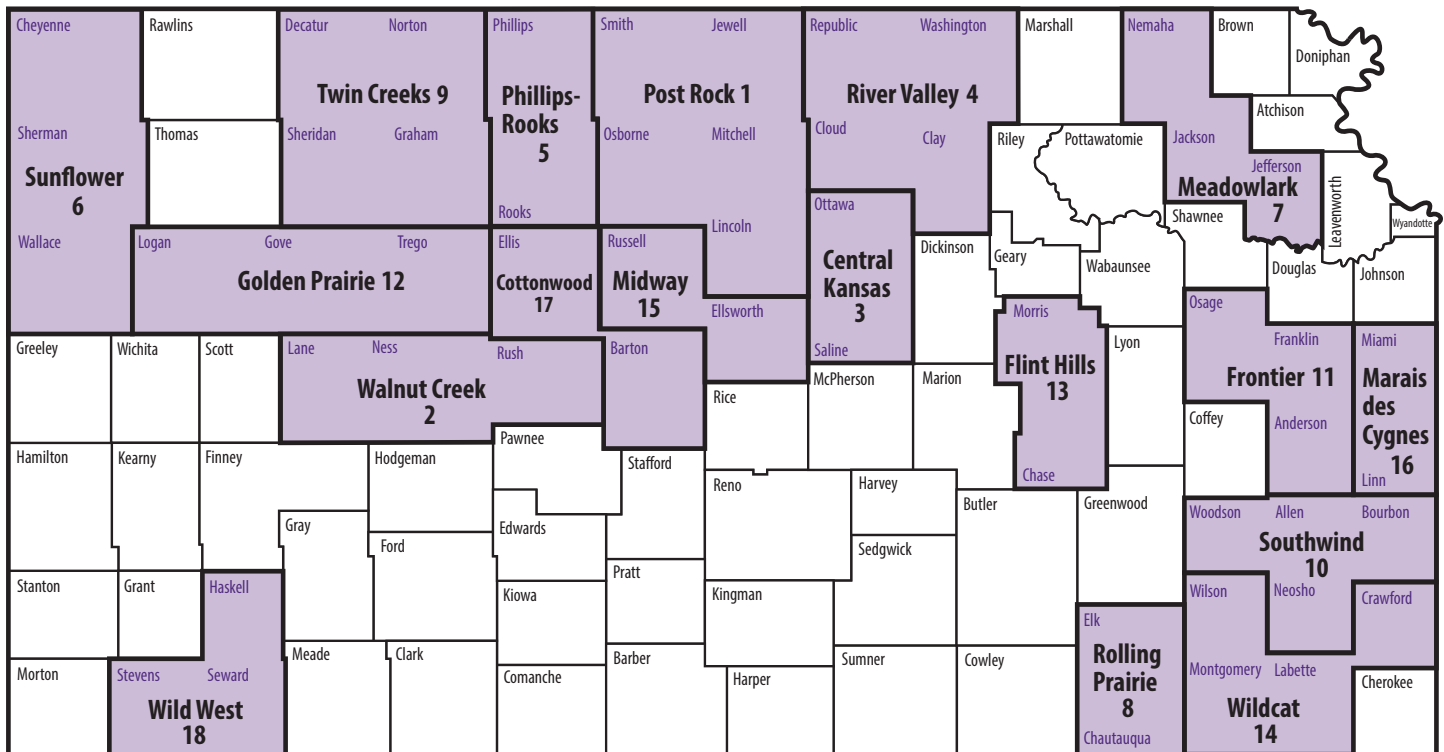 Cheyenne
Rawlins
Decatur
Norton
Phillips
Smith
Jewell
Republic
Washington
Marshall
Nemaha
Brown
Doniphan
Twin Creeks 9
Phillips-
Rooks
5
Post Rock 1
River Valley 4
Atchison
Sherman
Thomas
Sheridan
Graham
Osborne
Mitchell
Cloud
Clay
Riley
Pottawatomie
Jackson
Jefferson
Sunflower
6
Meadowlark
7
Leavenworth
Wyandotte
Rooks
Ottawa
Shawnee
Wallace
Logan
Gove
Trego
Ellis
Russell
Lincoln
Dickinson
Geary
Wabaunsee
Douglas
Johnson
Golden Prairie 12
Cottonwood
17
Midway
15
Central
Kansas
3
Ellsworth
Morris
Osage
Greeley
Wichita
Scott
Lane
Ness
Rush
Barton
Saline
Lyon
Franklin
Miami
Walnut Creek
2
McPherson
Marion
Flint Hills
13
Frontier 11
Marais
des
Cygnes
16
Rice
Coffey
Anderson
Pawnee
Hamilton
Kearny
Finney
Hodgeman
Stafford
Chase
Linn
Reno
Harvey
Butler
Greenwood
Woodson
Allen
Bourbon
Gray
Edwards
Ford
Sedgwick
Southwind
10
Stanton
Grant
Haskell
Kiowa
Pratt
Kingman
Wilson
Neosho
Crawford
Elk
Meade
Clark
Barber
Sumner
Cowley
Rolling
Prairie
8
Morton
Stevens
Seward
Comanche
Harper
Montgomery
Labette
Cherokee
Wild West
18
Wildcat
14
Chautauqua